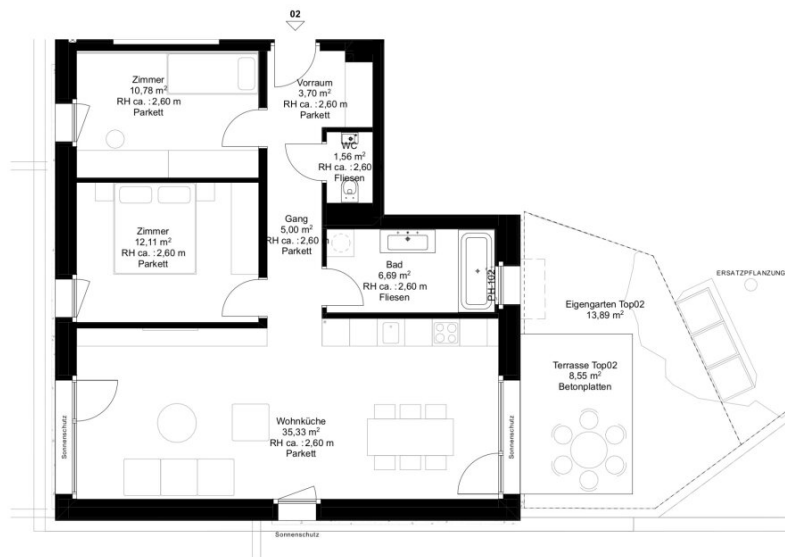 02
Zimmer
10,78 m²
RH ca. : 2,60 m
Parkett
Vorraum
3,70 m²
RH ca. : 2,60 m
Parkett
WC
1,56 m²
RH ca. : 2,60
Fliesen
Zimmer
12,11 m²
RH ca. : 2,60 m
Parkett
Gang
5,00 m²
RH ca. : 2,60 m
Parkett
Bad
6,69 m²
RH ca. : 2,60 m
Fliesen
PH 102
ERSATZPFLANZUNG
Eigengarten Top02
13,89 m²
Terrasse Top02
8,55 m²
Betonplatten
Wohnküche
35,33 m²
RH ca. : 2,60 m
Parkett
Sonnenschutz
Sonnenschutz
Sonnenschutz